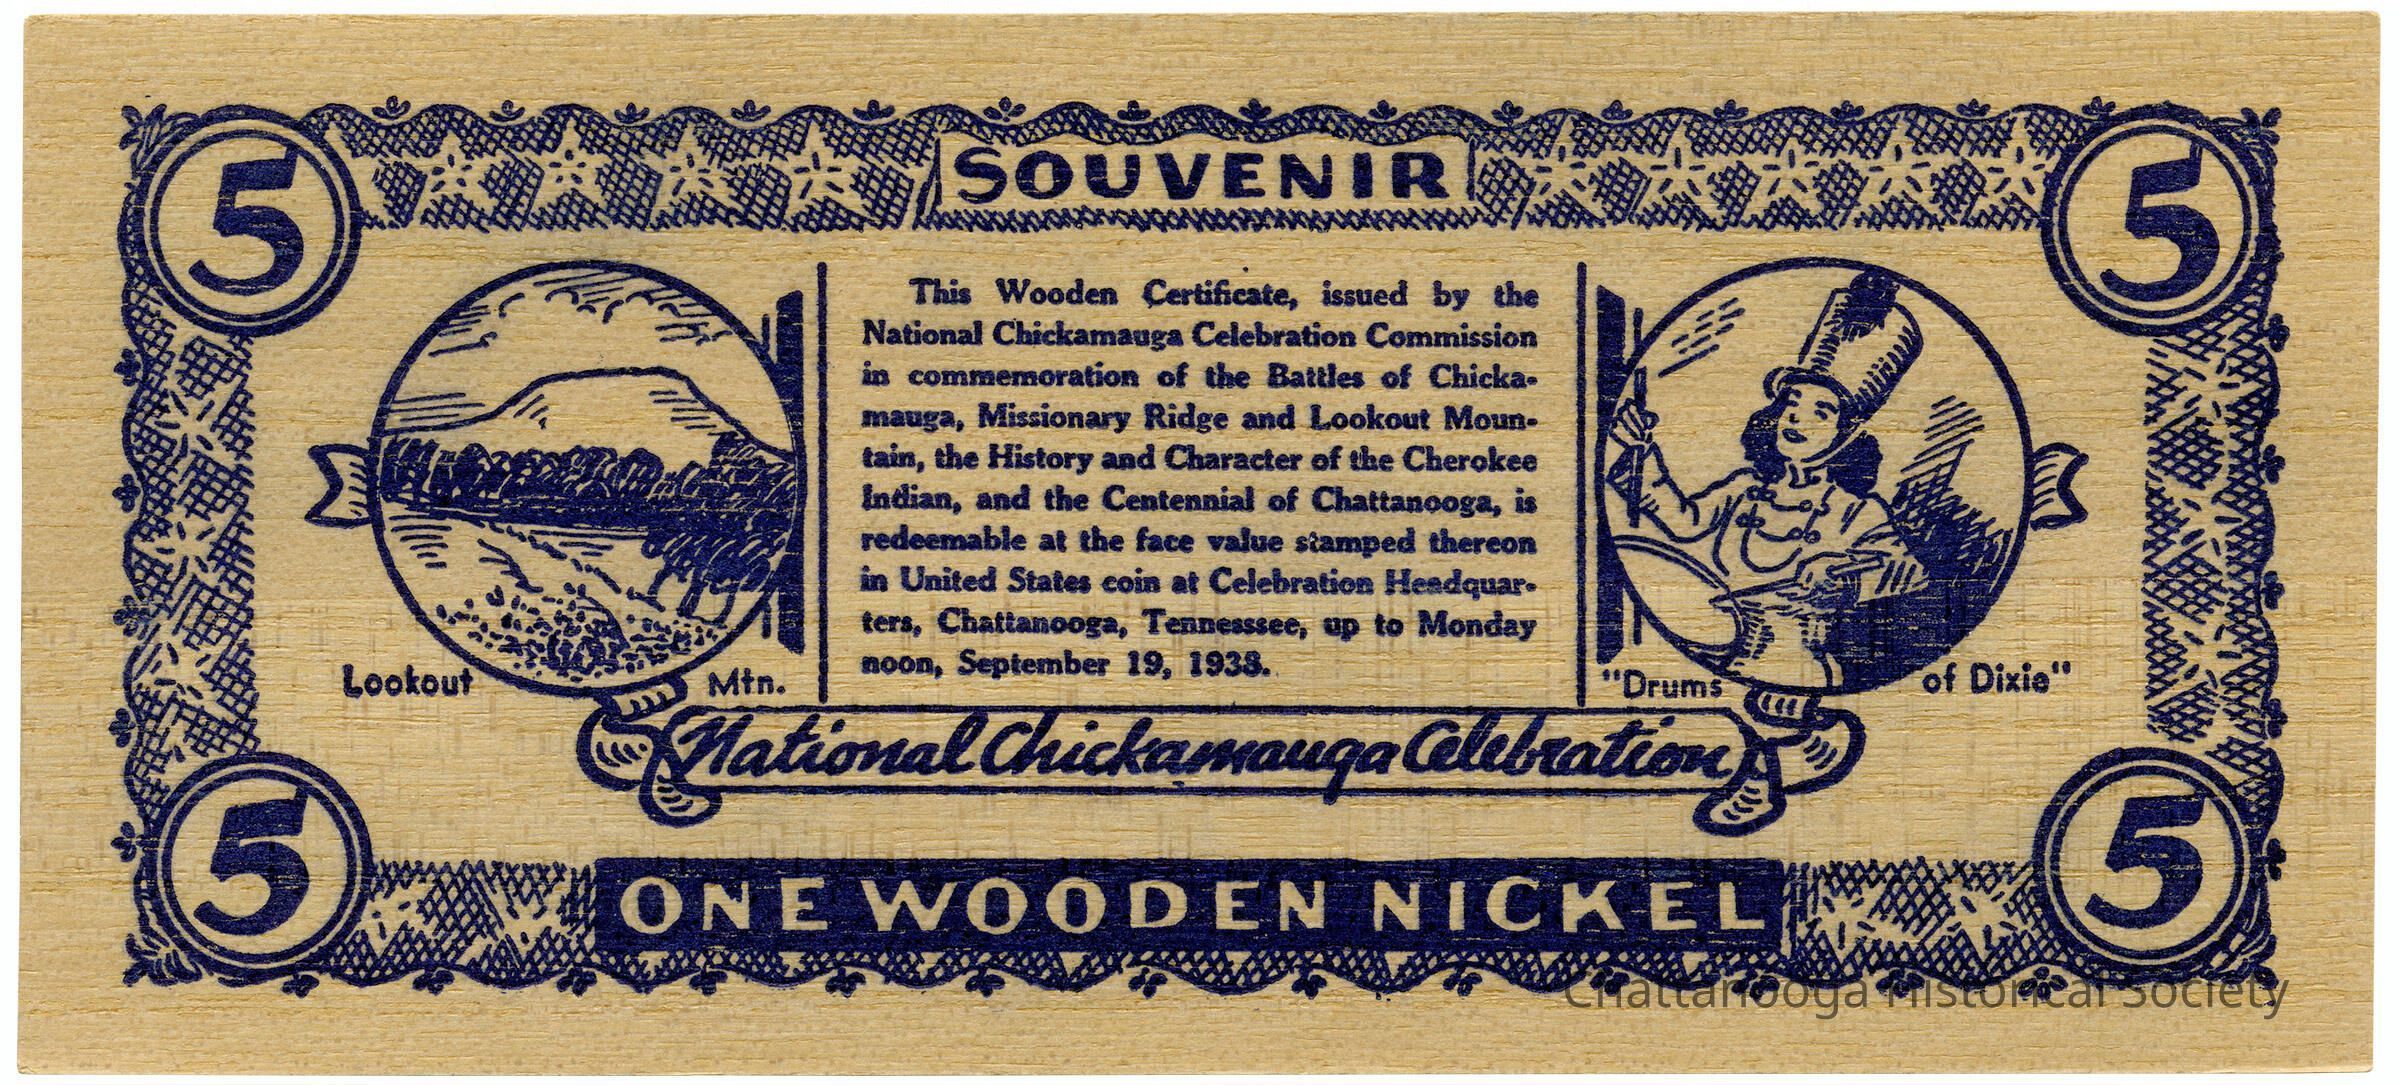 5 SOUVENIR 5
This Wooden Certificate, issued by the
National Chickamauga Celebration Commission
in commemoration of the Battles of Chicka-
mauga, Missionary Ridge and Lookout Moun-
tain, the History and Character of the Cherokee
Indian, and the Centennial of Chattanooga, is
redeemable at the face value stamped thereon
in United States coin at Celebration Headquar-
ters, Chattanooga, Tennesssee, up to Monday
noon, September 19, 1938.
Lookout Mtn.
"Drums of Dixie"
National Chickamauga Celebration
5 ONE WOODEN NICKEL 5
Chattanooga Historical Society